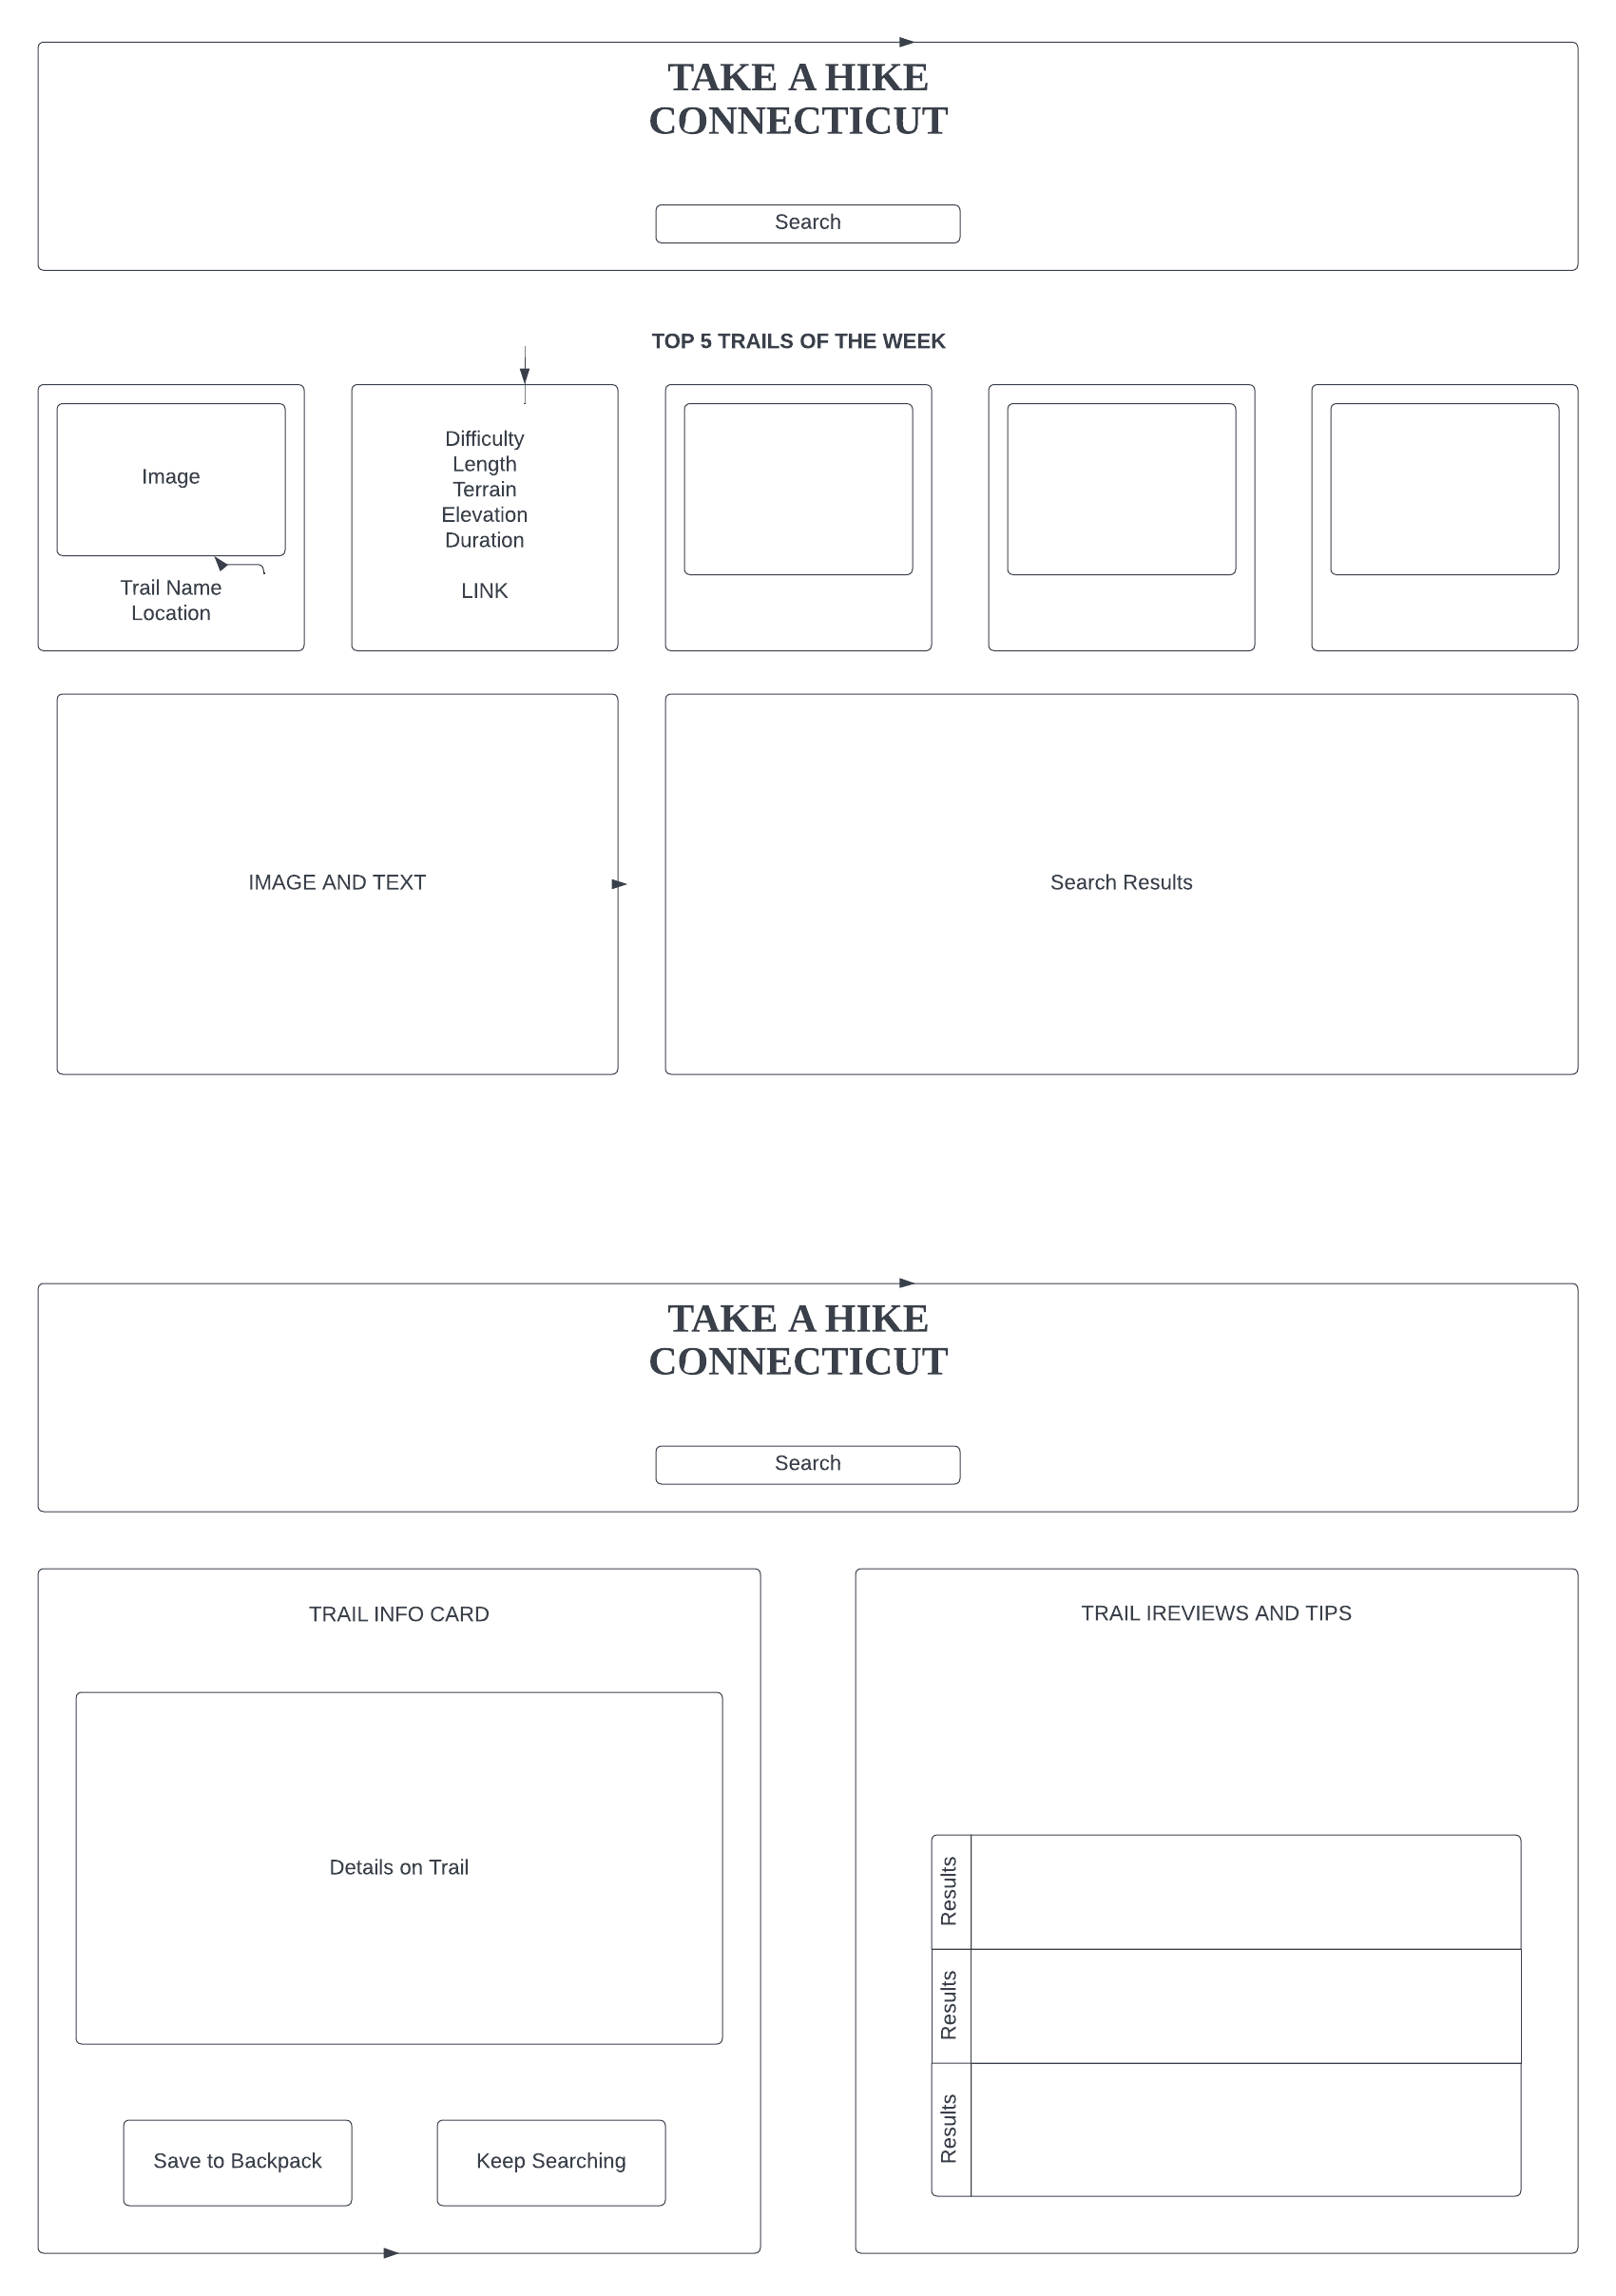 TAKE A HIKE
CONNECTICUT
Search
TOP 5 TRAILS OF THE WEEK
Image
Trail Name
Location
Difficulty
Length
Terrain
Elevation
Duration
LINK
IMAGE AND TEXT
Search Results
TAKE A HIKE
CONNECTICUT
Search
TRAIL INFO CARD
Details on Trail
Save to Backpack
Keep Searching
TRAIL IREVIEWS AND TIPS
Results
Results
Results